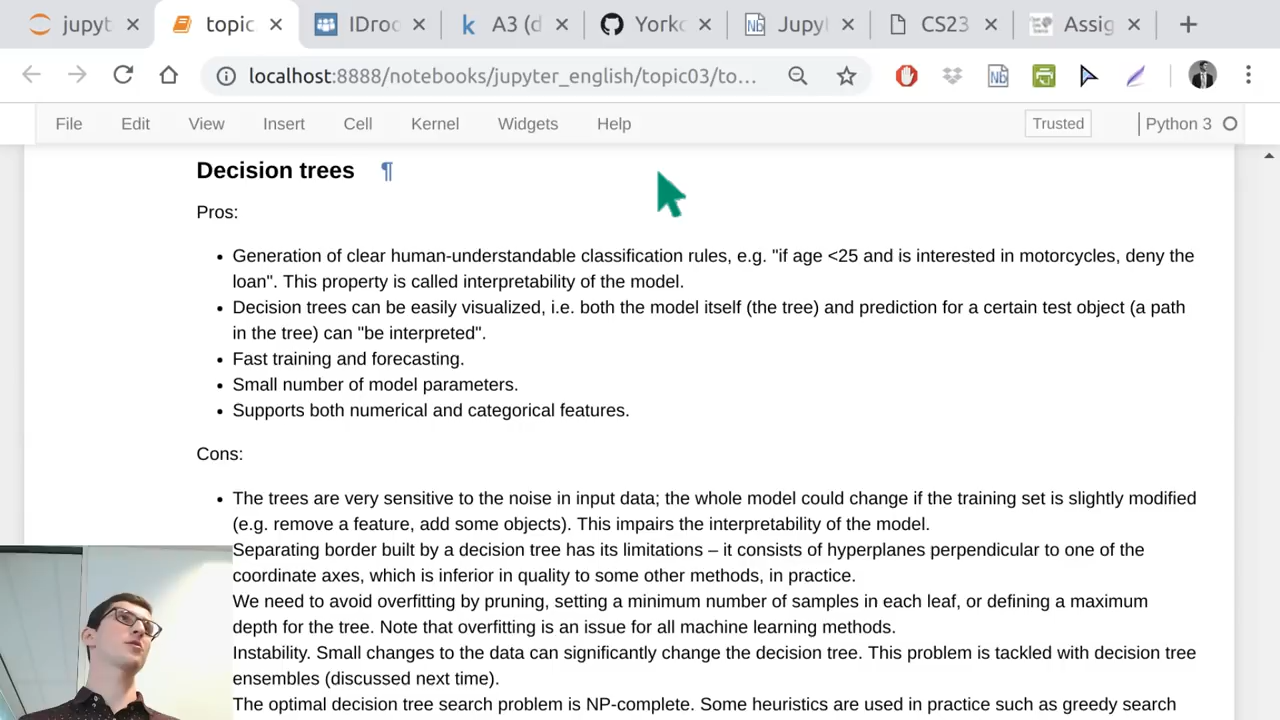 jupyt
topic
IDroo
A3 (d
Yorkc
Jupyt
CS23
Assig
localhost:8888/notebooks/jupyter_english/topic03/to…
File Edit View Insert Cell Kernel Widgets Help Trusted Python 3
Decision trees ¶
Pros:
• Generation of clear human-understandable classification rules, e.g. "if age <25 and is interested in motorcycles, deny the
loan". This property is called interpretability of the model.
• Decision trees can be easily visualized, i.e. both the model itself (the tree) and prediction for a certain test object (a path
in the tree) can "be interpreted".
• Fast training and forecasting.
• Small number of model parameters.
• Supports both numerical and categorical features.
Cons:
• The trees are very sensitive to the noise in input data; the whole model could change if the training set is slightly modified
(e.g. remove a feature, add some objects). This impairs the interpretability of the model.
Separating border built by a decision tree has its limitations – it consists of hyperplanes perpendicular to one of the
coordinate axes, which is inferior in quality to some other methods, in practice.
We need to avoid overfitting by pruning, setting a minimum number of samples in each leaf, or defining a maximum
depth for the tree. Note that overfitting is an issue for all machine learning methods.
Instability. Small changes to the data can significantly change the decision tree. This problem is tackled with decision tree
ensembles (discussed next time).
The optimal decision tree search problem is NP-complete. Some heuristics are used in practice such as greedy search